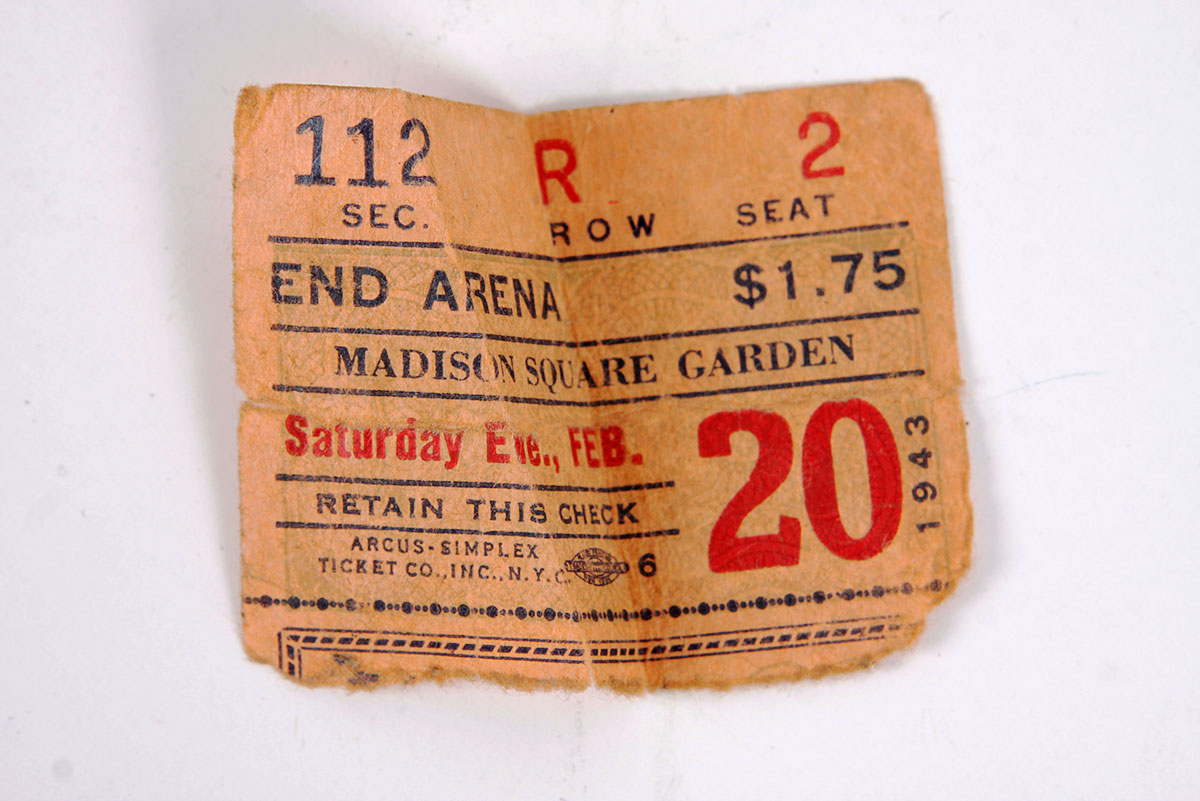 112 R 2
SEC. ROW SEAT
END ARENA $1.75
MADISON SQUARE GARDEN
Saturday Eve., FEB. 20 1943
RETAIN THIS CHECK
ARCUS-SIMPLEX
TICKET CO., INC., N.Y.C. 6